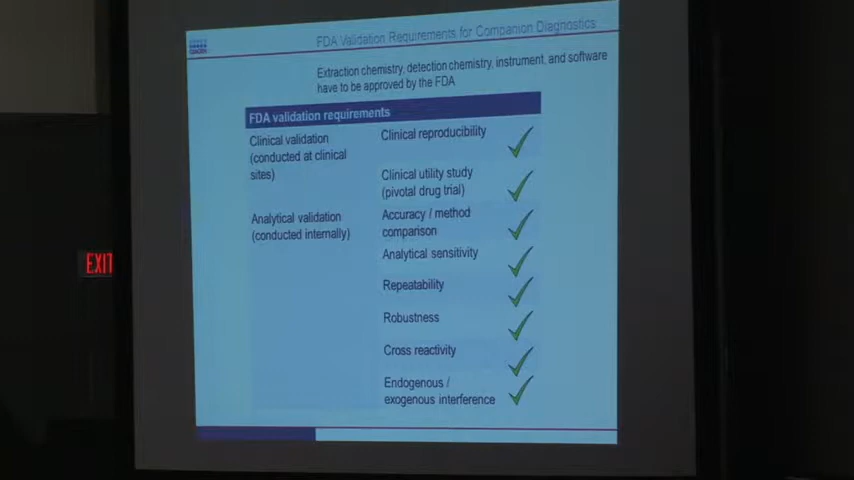 FDA Validation Requirements for Companion Diagnostics
Extraction chemistry, detection chemistry, instrument, and software
have to be approved by the FDA
FDA validation requirements
Clinical validation
(conducted at clinical
sites)
Clinical reproducibility
Clinical utility study
(pivotal drug trial)
Analytical validation
(conducted internally)
Accuracy / method
comparison
Analytical sensitivity
Repeatability
Robustness
Cross reactivity
Endogenous /
exogenous interference
EXIT